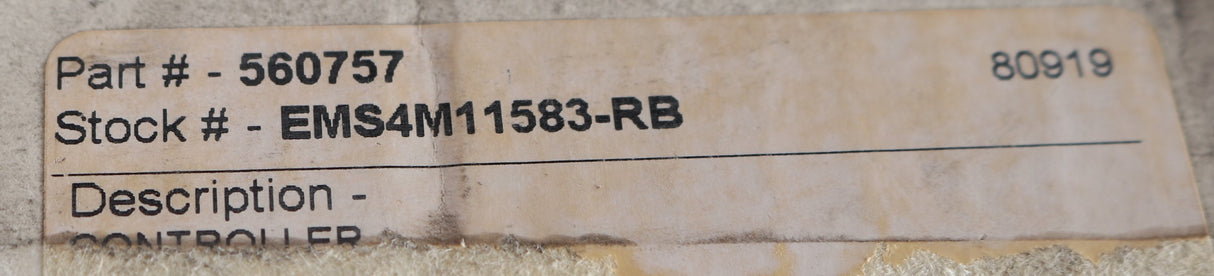 Part # - 560757 80919
Stock # - EMS4M11583-RB
Description -
CONTROLLER